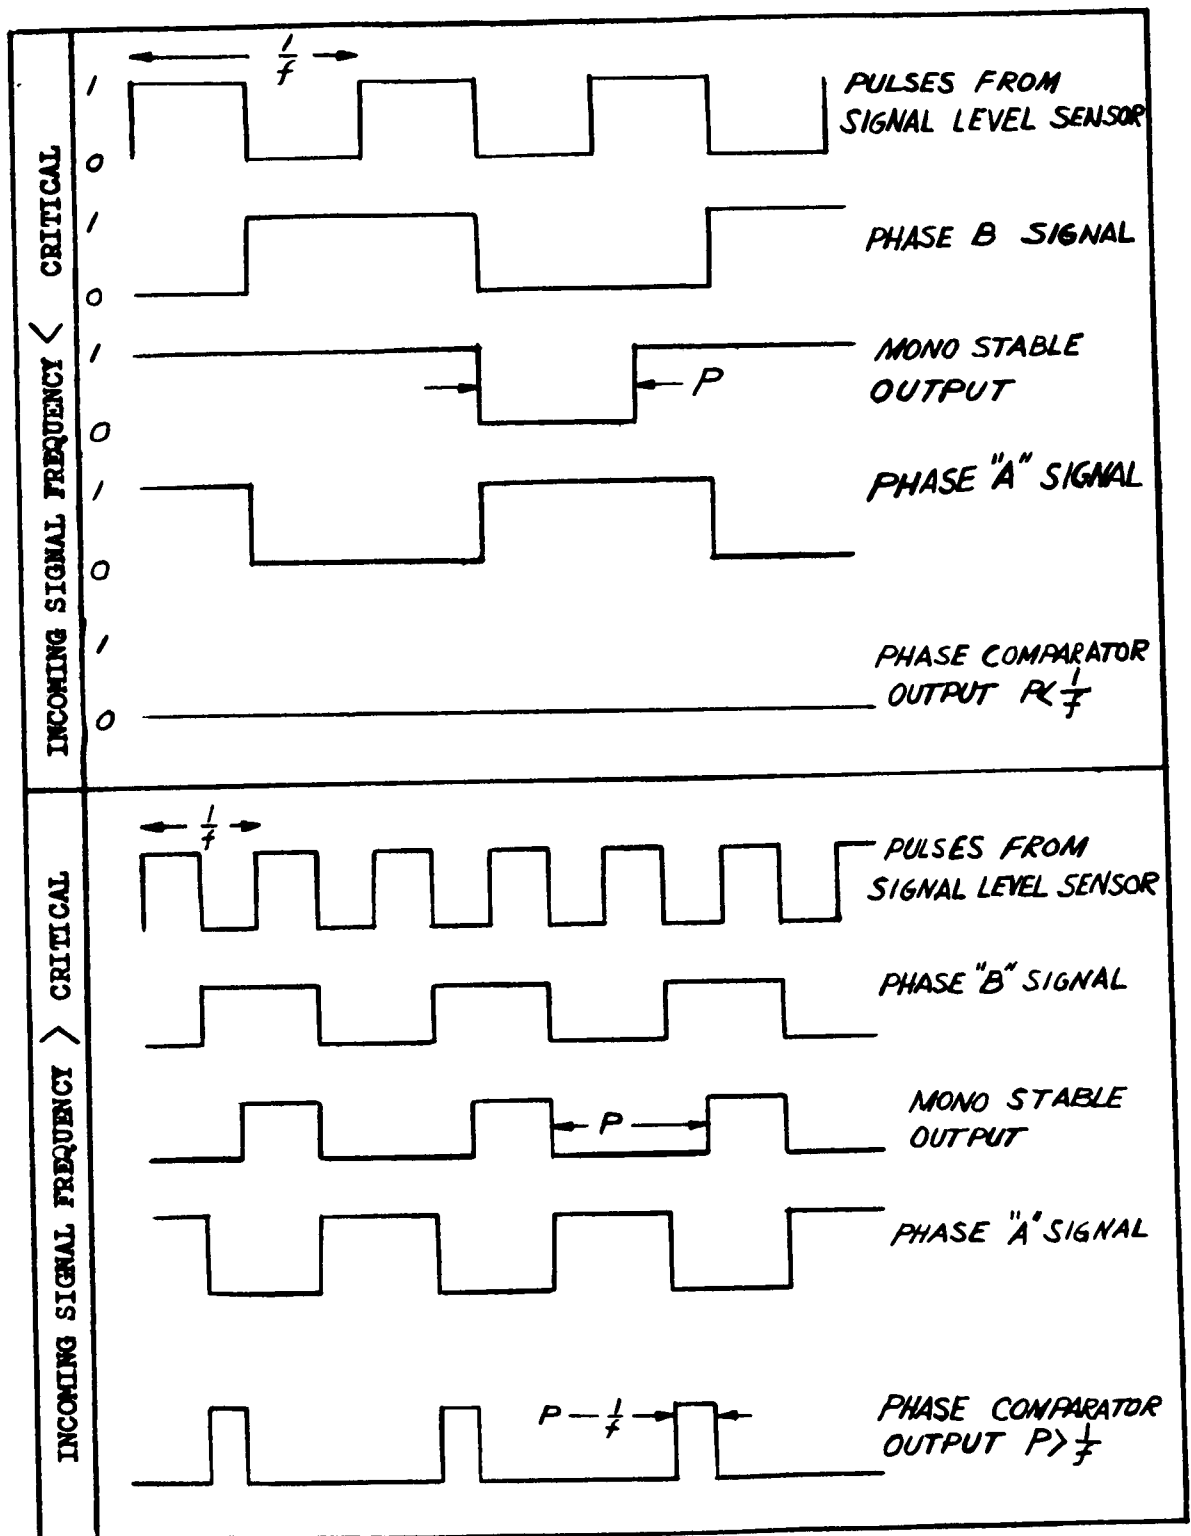 INCOMING SIGNAL FREQUENCY < CRITICAL
1/f
1
0
PULSES FROM
SIGNAL LEVEL SENSOR
1
0
PHASE B SIGNAL
1
0
P
MONO STABLE
OUTPUT
1
0
PHASE "A" SIGNAL
1
0
PHASE COMPARATOR
OUTPUT P< 1/f
INCOMING SIGNAL FREQUENCY > CRITICAL
1/f
PULSES FROM
SIGNAL LEVEL SENSOR
PHASE "B" SIGNAL
P
MONO STABLE
OUTPUT
PHASE "A" SIGNAL
P - 1/f
PHASE COMPARATOR
OUTPUT P> 1/f